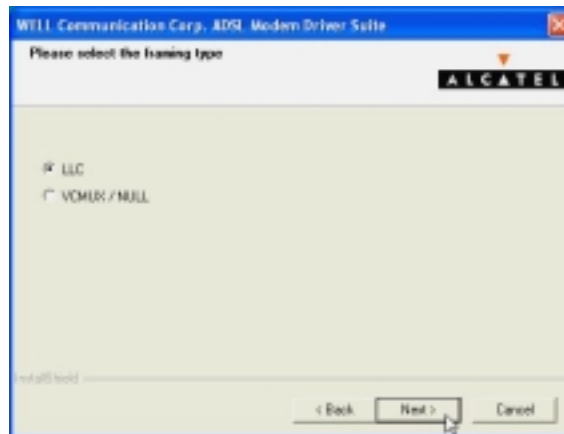 WELL Communication Corp. ADSL Modem Driver Suite
Please select the framing type
ALCATEL
LLC
VCMUX / NULL
InstallShield
< Back
Next >
Cancel